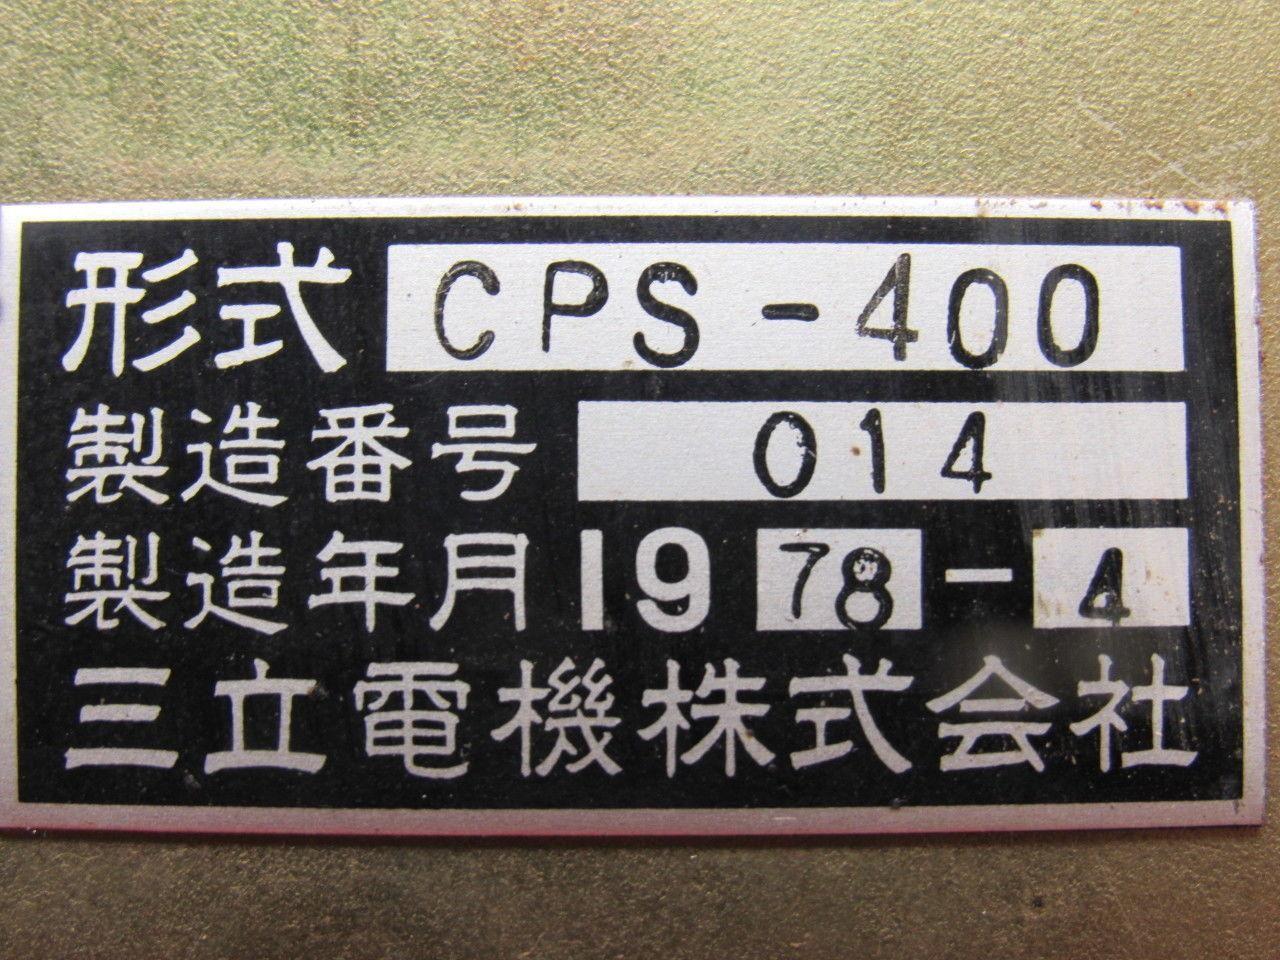 形式 CPS-400
製造番号 014
製造年月 1978-4
三立電機株式会社